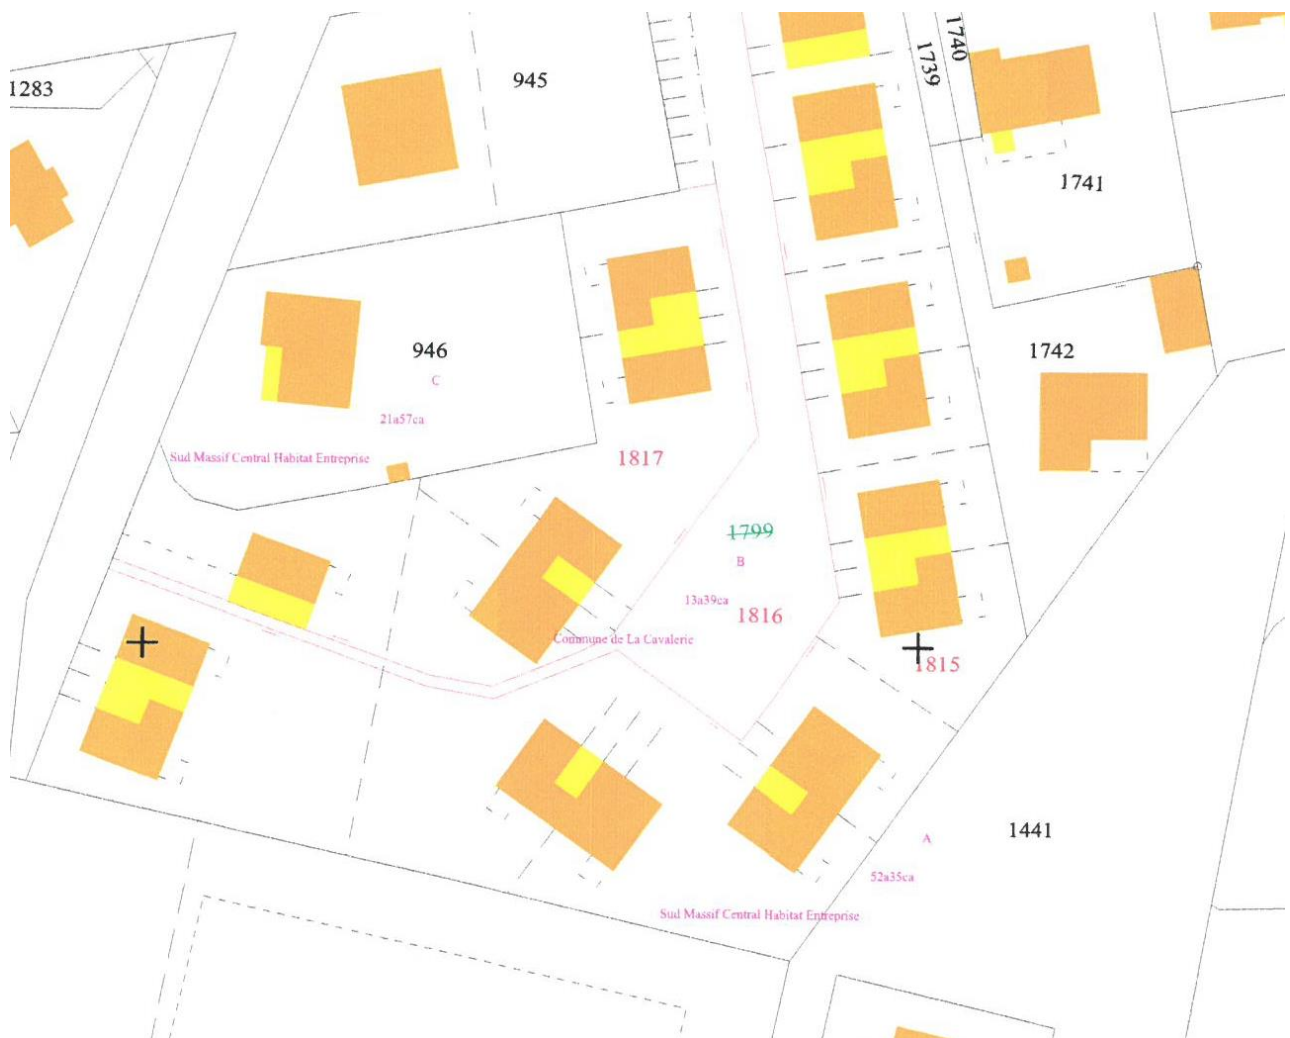 1740
1739
945
1283
1741
946
1742
C
21a57ca
Sud Massif Central Habitat Entreprise
1817
1799
B
13a39ca
1816
Commune de La Cavalerie
1815
1441
A
52a35ca
Sud Massif Central Habitat Entreprise